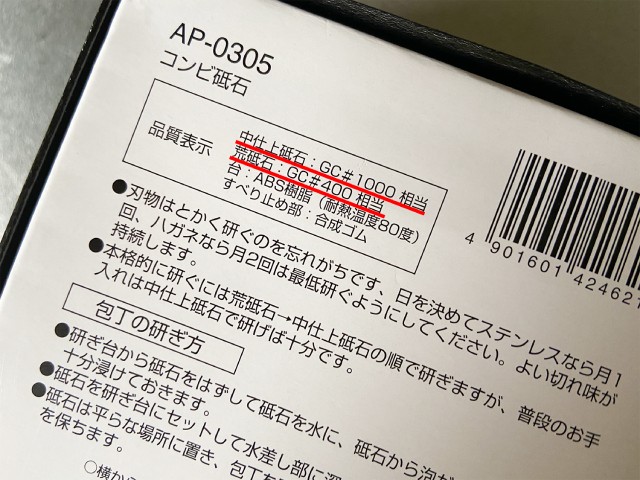 AP-0305
コンビ砥石
品質表示
中仕上砥石：GC＃1000 相当
荒砥石：GC＃400 相当
台：ABS樹脂（耐熱温度80度）
すべり止め部：合成ゴム
4 901601 424621
●刃物はとかく研ぐのを忘れがちです、日を決めてステンレスなら月1
回、ハガネなら月2回は最低研ぐようにしてください。よい切れ味が
持続します。
●本格的に研ぐには荒砥石→中仕上砥石の順で研ぎますが、普段のお手
入れは中仕上砥石で研げば十分です。
包丁の研ぎ方
●研ぎ台から砥石をはずして砥石を水に、砥石から泡が
十分浸けておきます。
●砥石を研ぎ台にセットして水差し部に
●砥石は平らな場所に置き、包丁を
を保ちます。
○横か